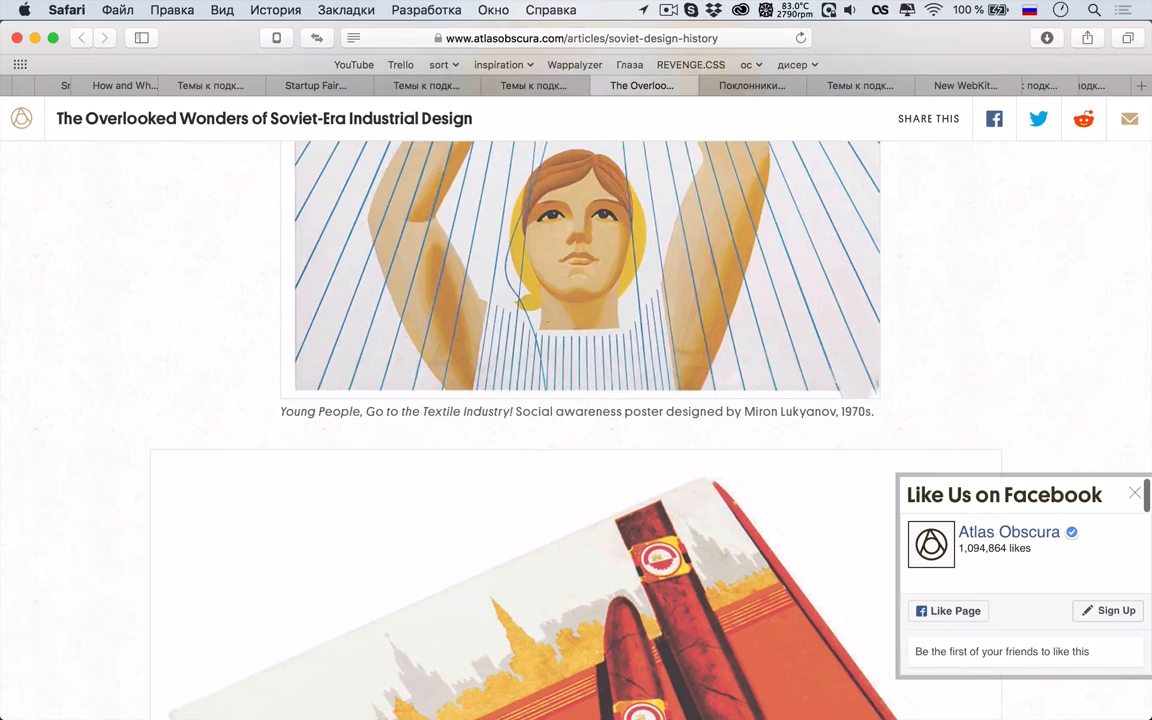 Safari Файл Правка Вид История Закладки Разработка Окно Справка 83.0°C 2790rpm 100 %
www.atlasobscura.com/articles/soviet-design-history
YouTube Trello sort inspiration Wappalyzer Глаза REVENGE.CSS ос дисер
Sr How and Wh... Темы к подк... Startup Fair... Темы к подк... Темы к подк... The Overloo... Поклонники... Темы к подк... New WebKit... : подк... юдк...
The Overlooked Wonders of Soviet-Era Industrial Design SHARE THIS
Young People, Go to the Textile Industry! Social awareness poster designed by Miron Lukyanov, 1970s.
Like Us on Facebook
Atlas Obscura
1,094,864 likes
Like Page Sign Up
Be the first of your friends to like this